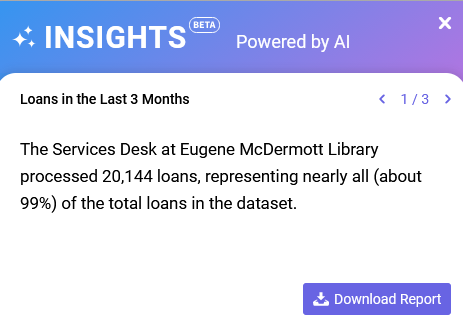 INSIGHTS BETA Powered by AI
Loans in the Last 3 Months 1 / 3
The Services Desk at Eugene McDermott Library
processed 20,144 loans, representing nearly all (about
99%) of the total loans in the dataset.
Download Report